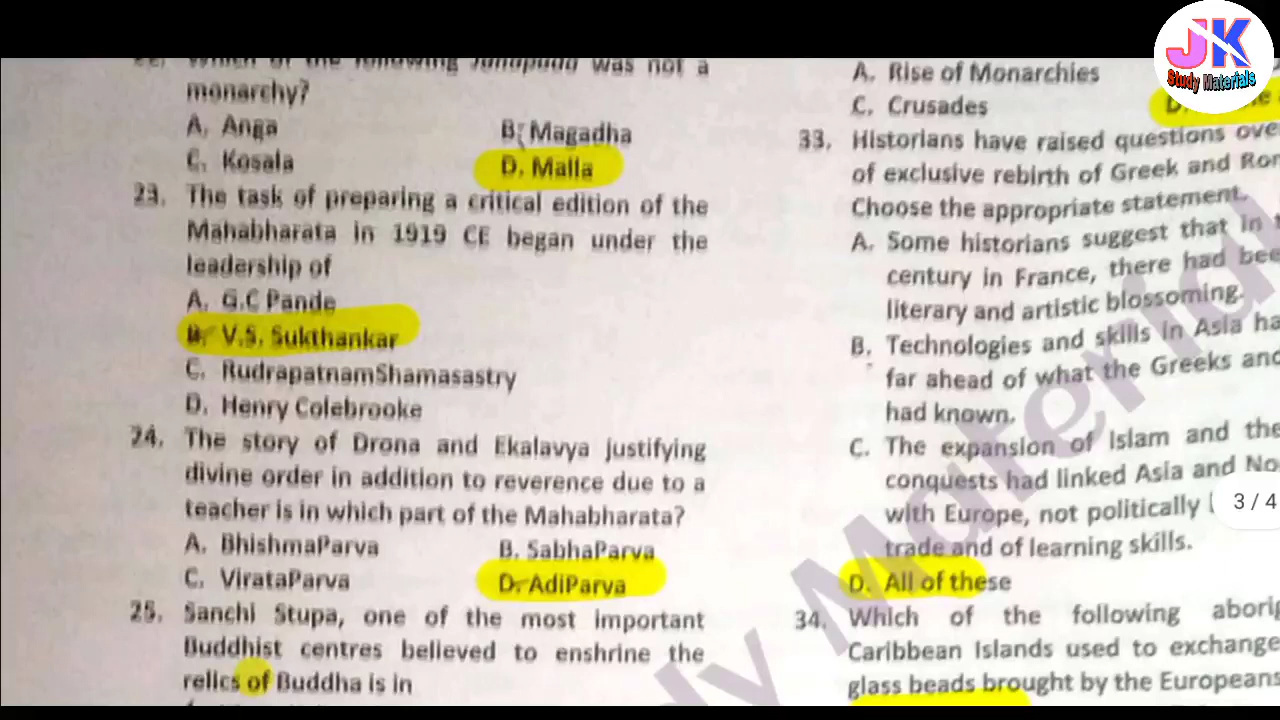 22. Which of the following was not a
monarchy?
A. Anga
B. Magadha
C. Kosala
D. Malla
23. The task of preparing a critical edition of the
Mahabharata in 1919 CE began under the
leadership of
A. G.C Pande
B. V.S. Sukthankar
C. RudrapatnamShamasastry
D. Henry Colebrooke
24. The story of Drona and Ekalavya justifying
divine order in addition to reverence due to a
teacher is in which part of the Mahabharata?
A. BhishmaParva
B. SabhaParva
C. VirataParva
D. AdiParva
25. Sanchi Stupa, one of the most important
Buddhist centres believed to enshrine the
relics of Buddha is in
A. Rise of Monarchies
C. Crusades
D.
33. Historians have raised questions over
of exclusive rebirth of Greek and
Choose the appropriate statement.
A. Some historians suggest that in
century in France, there had
literary and artistic blossoming.
B. Technologies and skills in Asia
far ahead of what the Greeks and
had known.
C. The expansion of Islam and the
conquests had linked Asia and
with Europe, not politically
trade and of learning skills.
D. All of these
34. Which of the following
Caribbean Islands used to exchange
glass beads brought by the Europeans
JK
Study Materials
3 / 4